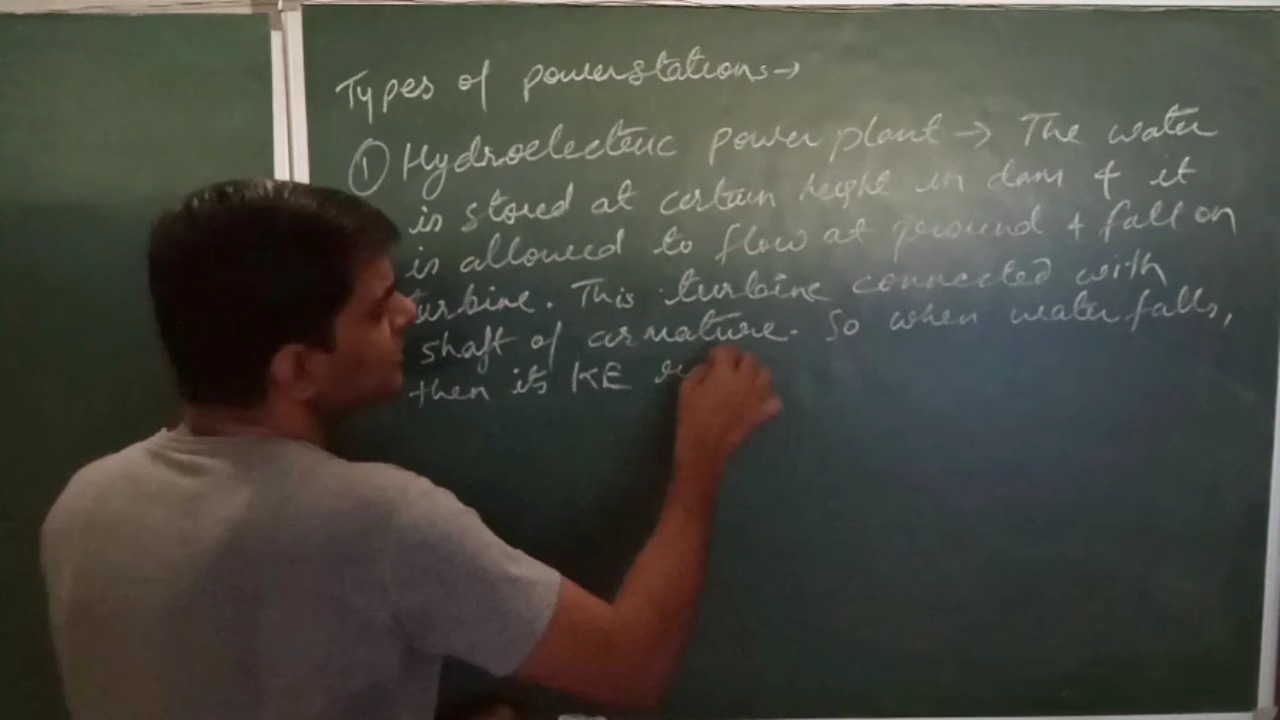 Types of powerstations→
① Hydroelectric power plant → The water
is stored at certain height in dam & it
is allowed to flow at ground & fall on
turbine. This turbine connected with
shaft of armature. So when water falls,
then its KE